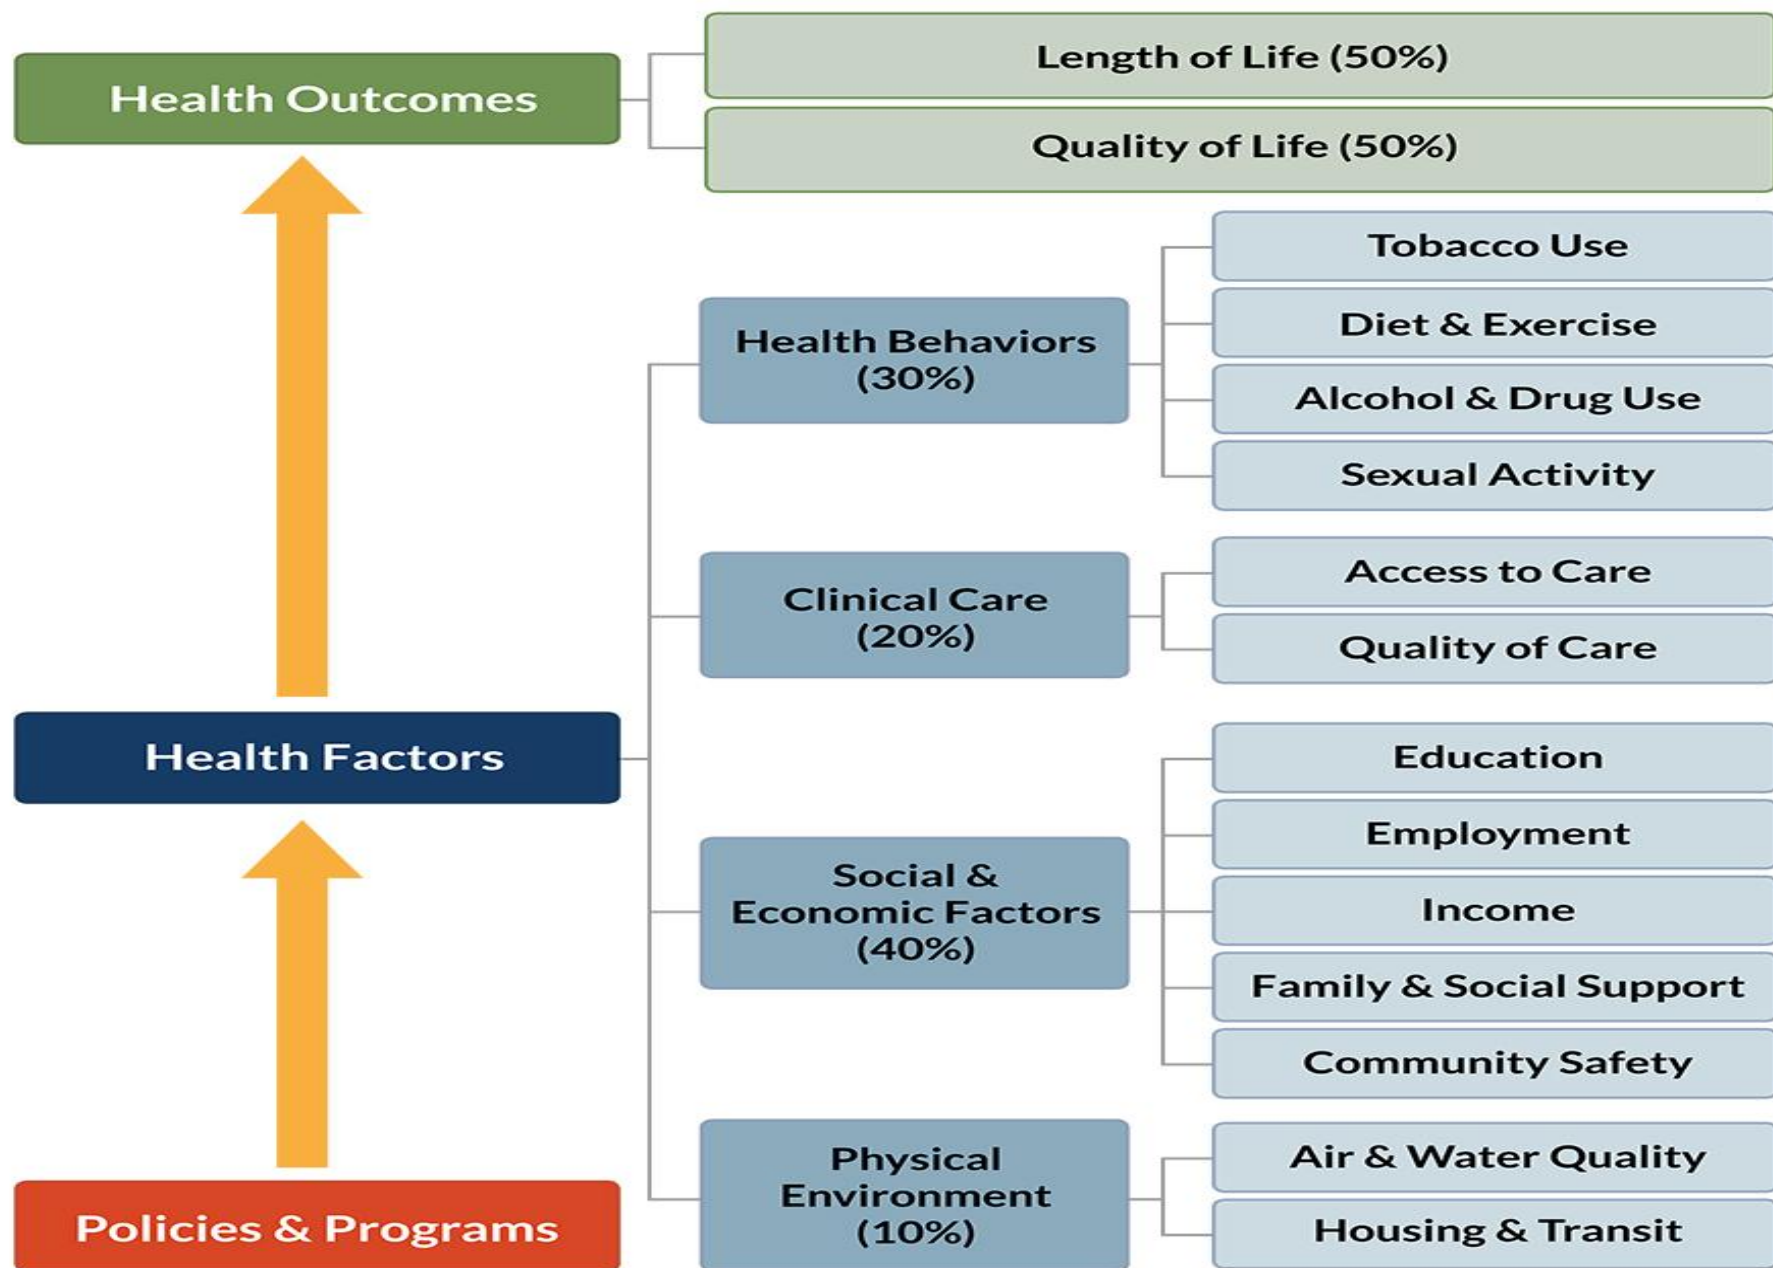 Health Outcomes
Length of Life (50%)
Quality of Life (50%)
Health Factors
Health Behaviors
(30%)
Tobacco Use
Diet & Exercise
Alcohol & Drug Use
Sexual Activity
Clinical Care
(20%)
Access to Care
Quality of Care
Social &
Economic Factors
(40%)
Education
Employment
Income
Family & Social Support
Community Safety
Physical
Environment
(10%)
Air & Water Quality
Housing & Transit
Policies & Programs